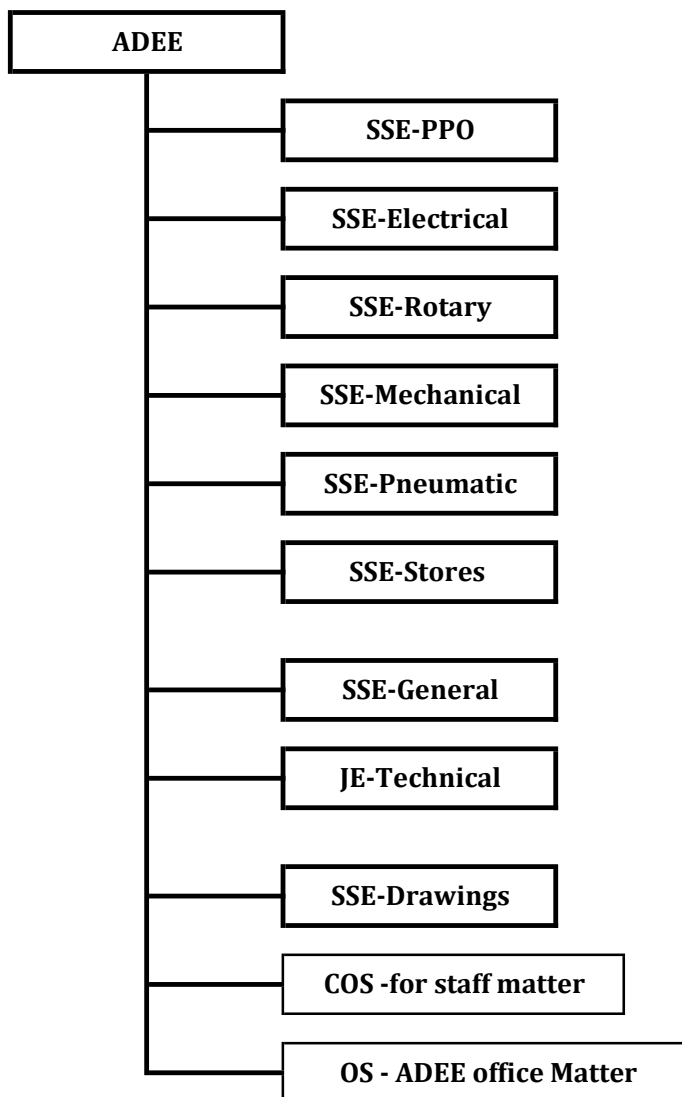 ADEE
SSE-PPO
SSE-Electrical
SSE-Rotary
SSE-Mechanical
SSE-Pneumatic
SSE-Stores
SSE-General
JE-Technical
SSE-Drawings
COS -for staff matter
OS - ADEE office Matter